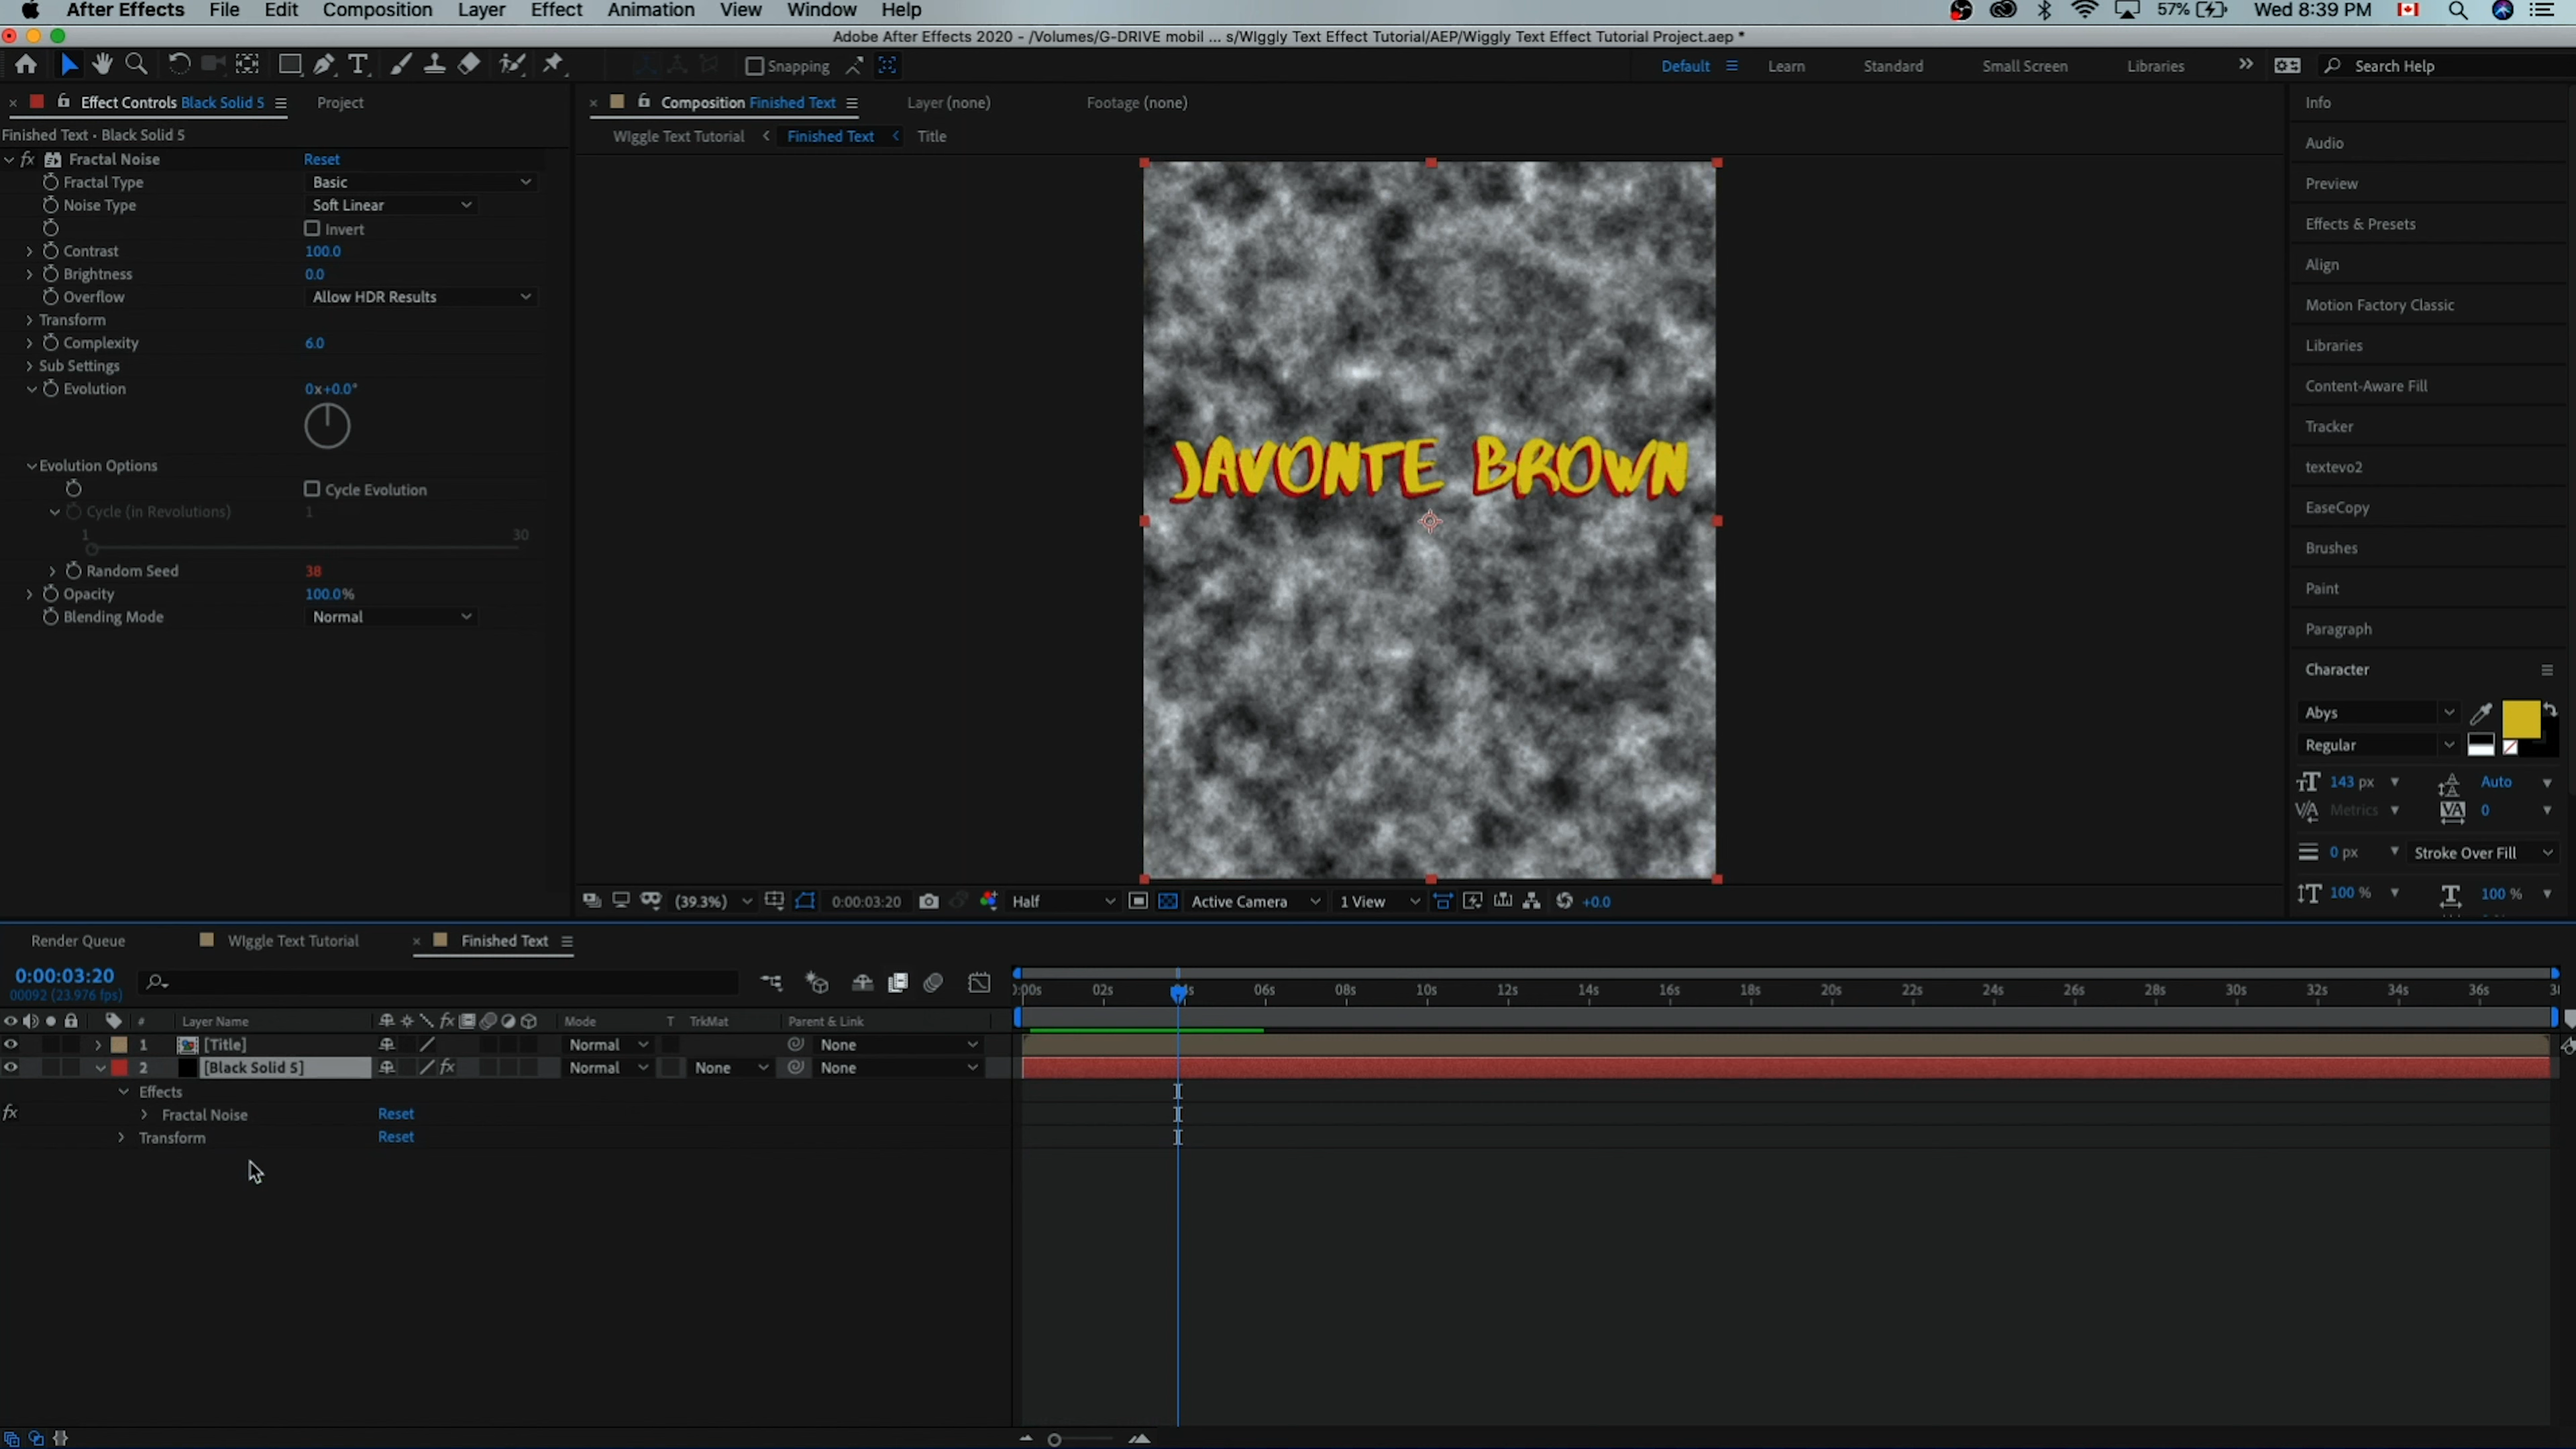 After Effects File Edit Composition Layer Effect Animation View Window Help 57% Wed 8:39 PM
Adobe After Effects 2020 - /Volumes/G-DRIVE mobil ... s/WIggly Text Effect Tutorial/AEP/Wiggly Text Effect Tutorial Project.aep *
Snapping Default Learn Standard Small Screen Libraries Search Help
Effect Controls Black Solid 5 Project
Composition Finished Text Layer (none) Footage (none)
Finished Text • Black Solid 5
WIggle Text Tutorial Finished Text Title
fx Fractal Noise Reset
Fractal Type Basic
Noise Type Soft Linear
Invert
Contrast 100.0
Brightness 0.0
Overflow Allow HDR Results
Transform
Complexity 6.0
Sub Settings
Evolution 0x+0.0°
Evolution Options
Cycle Evolution
Cycle (in Revolutions) 1
1 30
Random Seed 38
Opacity 100.0%
Blending Mode Normal
JAVONTE BROWN
Info
Audio
Preview
Effects & Presets
Align
Motion Factory Classic
Libraries
Content-Aware Fill
Tracker
textevo2
EaseCopy
Brushes
Paint
Paragraph
Character
Abys
Regular
143 px Auto
Metrics 0
0 px Stroke Over Fill
100 % 100 %
(39.3%) 0:00:03:20 Half Active Camera 1 View +0.0
Render Queue WIggle Text Tutorial Finished Text
0:00:03:20
00092 (23.976 fps)
:00s 02s 06s 08s 10s 12s 14s 16s 18s 20s 22s 24s 26s 28s 30s 32s 34s 36s
# Layer Name fx Mode T TrkMat Parent & Link
1 [Title] Normal None
2 [Black Solid 5] fx Normal None None
Effects
fx Fractal Noise Reset
Transform Reset